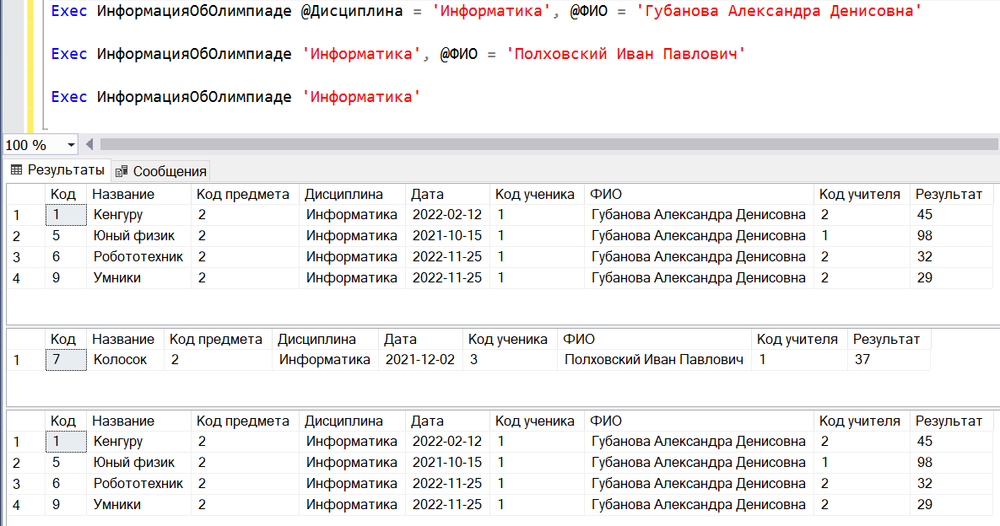 Exec ИнформацияОбОлимпиаде @Дисциплина = 'Информатика', @ФИО = 'Губанова Александра Денисовна'
Exec ИнформацияОбОлимпиаде 'Информатика', @ФИО = 'Полховский Иван Павлович'
Exec ИнформацияОбОлимпиаде 'Информатика'
100 %
Результаты Сообщения
Код Название Код предмета Дисциплина Дата Код ученика ФИО Код учителя Результат
1 1 Кенгуру 2 Информатика 2022-02-12 1 Губанова Александра Денисовна 2 45
2 5 Юный физик 2 Информатика 2021-10-15 1 Губанова Александра Денисовна 1 98
3 6 Робототехник 2 Информатика 2022-11-25 1 Губанова Александра Денисовна 2 32
4 9 Умники 2 Информатика 2022-11-25 1 Губанова Александра Денисовна 2 29
Код Название Код предмета Дисциплина Дата Код ученика ФИО Код учителя Результат
1 7 Колосок 2 Информатика 2021-12-02 3 Полховский Иван Павлович 1 37
Код Название Код предмета Дисциплина Дата Код ученика ФИО Код учителя Результат
1 1 Кенгуру 2 Информатика 2022-02-12 1 Губанова Александра Денисовна 2 45
2 5 Юный физик 2 Информатика 2021-10-15 1 Губанова Александра Денисовна 1 98
3 6 Робототехник 2 Информатика 2022-11-25 1 Губанова Александра Денисовна 2 32
4 9 Умники 2 Информатика 2022-11-25 1 Губанова Александра Денисовна 2 29